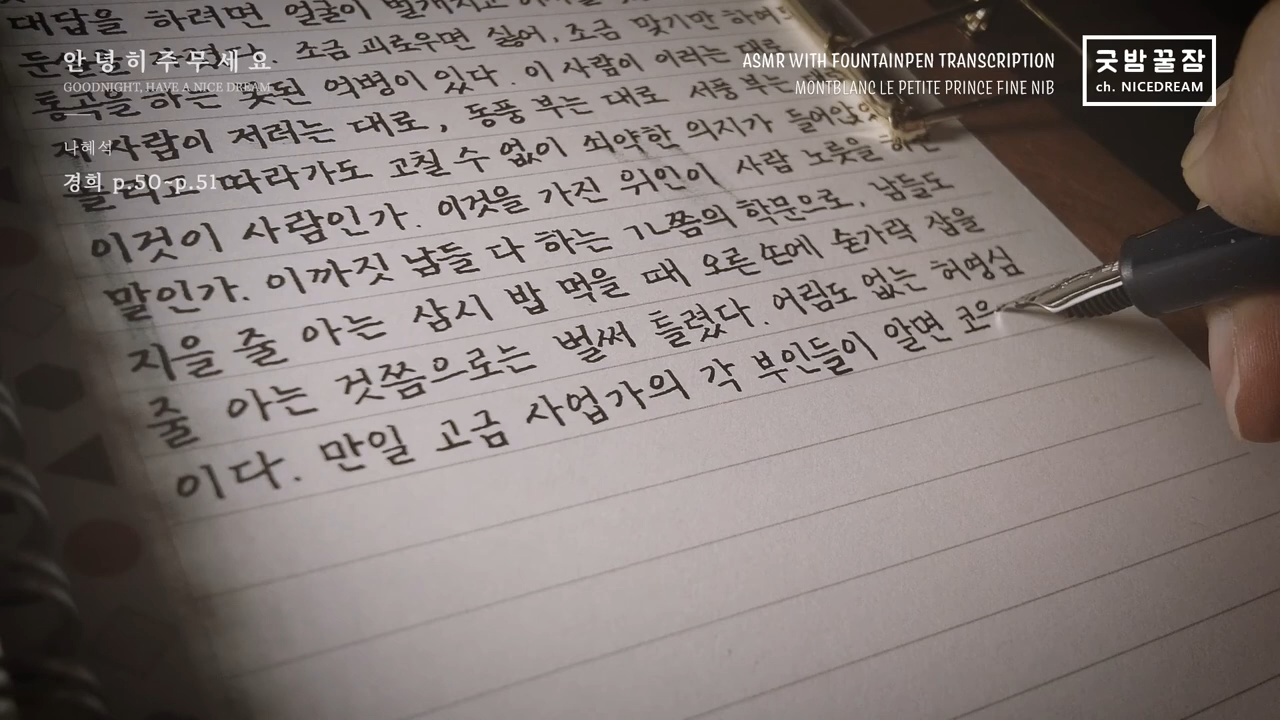 안녕히주무세요
GOODNIGHT, HAVE A NICE DREAM
나혜석
경희 p.50~p.51
ASMR WITH FOUNTAINPEN TRANSCRIPTION
MONTBLANC LE PETITE PRINCE FINE NIB
굿밤꿀잠
ch. NICEDREAM
대답을 하려면 얼굴이
조금 괴로우면 싫어, 조금 맞기만 하여도
통곡을 하는 못된 억병이 있다. 이 사람이 이러는 대로
저 사람이 저러는 대로, 동풍 부는 대로 서풍 부는
따라가도 고칠 수 없이 쇠약한 의지가 들어앉았
이것이 사람인가. 이것을 가진 위인이 사람 노릇을 하는
말인가. 이까짓 남들 다 하는 ㄱㄴ쯤의 학문으로, 남들도
지을 줄 아는 삼시 밥 먹을 때 오른손에 숟가락 잡을
줄 아는 것쯤으로는 벌써 틀렸다. 어림도 없는 허영심
이다. 만일 고급 사업가의 각 부인들이 알면 코웃